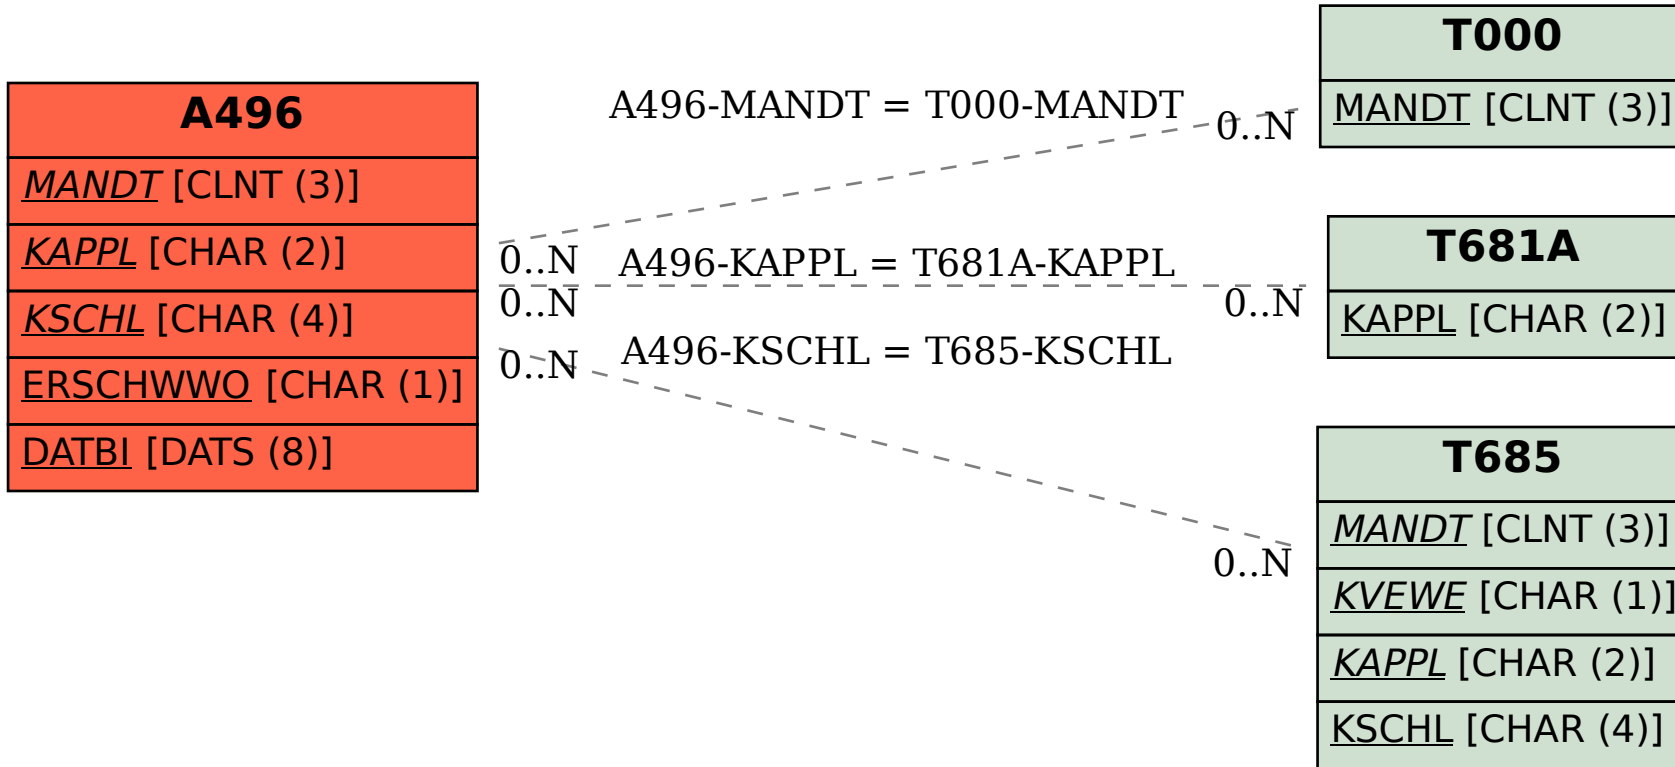 A496
MANDT [CLNT (3)]
KAPPL [CHAR (2)]
KSCHL [CHAR (4)]
ERSCHWWO [CHAR (1)]
DATBI [DATS (8)]
A496-MANDT = T000-MANDT
0..N
0..N
A496-KAPPL = T681A-KAPPL
0..N
0..N
A496-KSCHL = T685-KSCHL
0..N
0..N
T000
MANDT [CLNT (3)]
T681A
KAPPL [CHAR (2)]
T685
MANDT [CLNT (3)]
KVEWE [CHAR (1)]
KAPPL [CHAR (2)]
KSCHL [CHAR (4)]